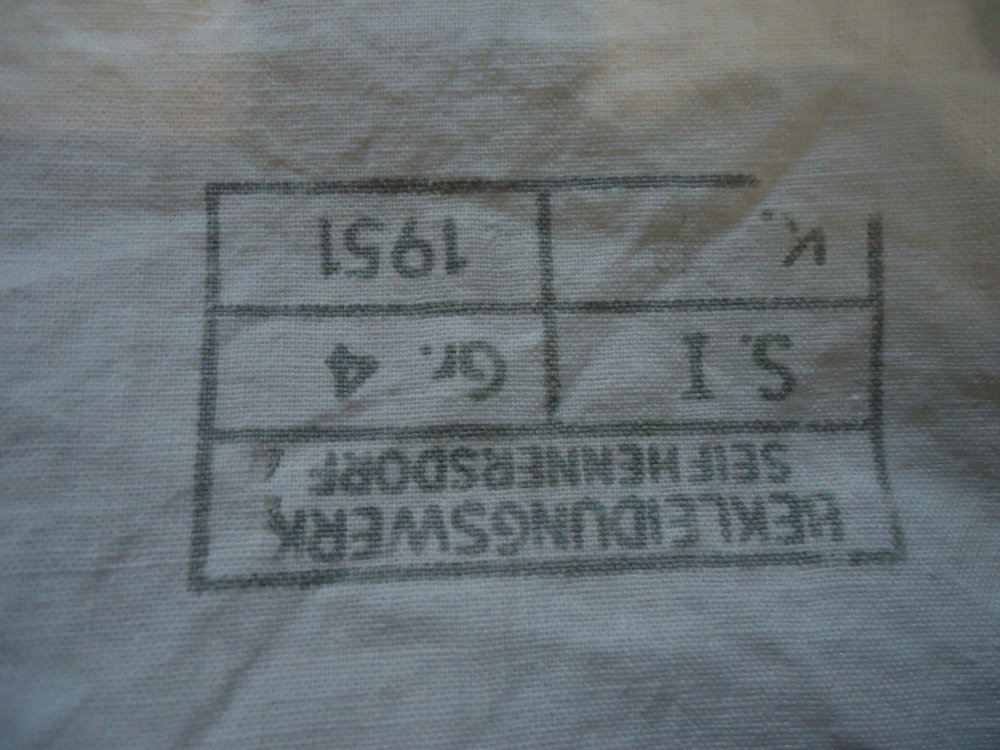 BEKLEIDUNGSWERK
SEIFHENNERSDORF
S. I Gr. 4
K. 1951